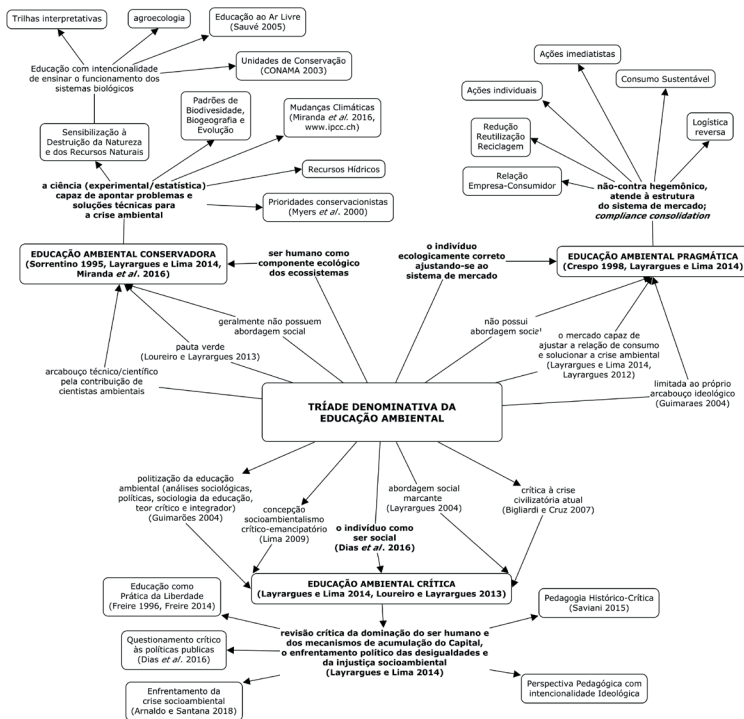 Trilhas interpretativas
agroecologia
Educação ao Ar Livre
(Sauvé 2005)
Educação com intencionalidade
de ensinar o funcionamento dos
sistemas biológicos
Unidades de Conservação
(CONAMA 2003)
Padrões de
Biodivesidade,
Biogeografia e
Evolução
Mudanças Climáticas
(Miranda et al. 2016,
www.ipcc.ch)
Sensibilização à
Destruição da Natureza
e dos Recursos Naturais
Recursos Hídricos
a ciência (experimental/estatística)
capaz de apontar problemas e
soluções técnicas para
a crise ambiental
Prioridades conservacionistas
(Myers et al. 2000)
Ações imediatistas
Ações individuais
Consumo Sustentável
Redução
Reutilização
Reciclagem
Logística
reversa
Relação
Empresa-Consumidor
não-contra hegemônico,
atende à estrutura
do sistema de mercado;
compliance consolidation
EDUCAÇÃO AMBIENTAL CONSERVADORA
(Sorrentino 1995, Layrargues e Lima 2014,
Miranda et al. 2016)
ser humano como
componente ecológico
dos ecossistemas
o indivíduo
ecologicamente correto
ajustando-se ao
sistema de mercado
EDUCAÇÃO AMBIENTAL PRAGMÁTICA
(Crespo 1998, Layrargues e Lima 2014)
geralmente não possuem
abordagem social
pauta verde
(Loureiro e Layrargues 2013)
arcabouço técnico/científico
pela contribuição de
cientistas ambientais
não possui
abordagem social
o mercado capaz de
ajustar a relação de consumo
e solucionar a crise ambiental
(Layrargues e Lima 2014,
Layrargues 2012)
limitada ao próprio
arcabouço ideológico
(Guimaraes 2004)
TRÍADE DENOMINATIVA DA
EDUCAÇÃO AMBIENTAL
politização da educação
ambiental (análises sociológicas,
políticas, sociologia da educação,
teor crítico e integrador)
(Guimarões 2004)
concepção
socioambientalismo
crítico-emancipatório
(Lima 2009)
o indivíduo como
ser social
(Dias et al. 2016)
abordagem social
marcante
(Layrargues 2004)
crítica à crise
civilizatória atual
(Bigliardi e Cruz 2007)
EDUCAÇÃO AMBIENTAL CRÍTICA
(Layrargues e Lima 2014, Loureiro e Layrargues 2013)
Educação como
Prática da Liberdade
(Freire 1996, Freire 2014)
Pedagogia Histórico-Crítica
(Saviani 2015)
Questionamento crítico
às políticas publicas
(Dias et al. 2016)
revisão crítica da dominação do ser humano e
dos mecanismos de acumulação do Capital,
o enfrentamento político das desigualdades e
da injustiça socioambiental
(Layrargues e Lima 2014)
Enfrentamento da
crise socioambiental
(Arnaldo e Santana 2018)
Perspectiva Pedagógica com
intencionalidade Ideológica